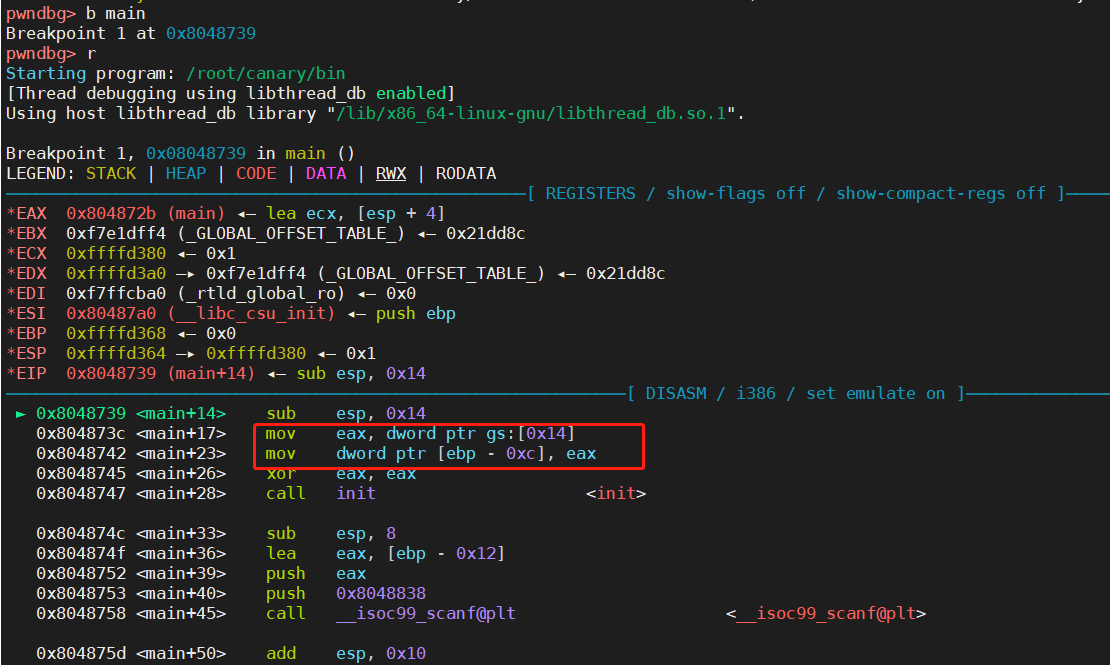 pwndbg> b main
Breakpoint 1 at 0x8048739
pwndbg> r
Starting program: /root/canary/bin
[Thread debugging using libthread_db enabled]
Using host libthread_db library "/lib/x86_64-linux-gnu/libthread_db.so.1".
Breakpoint 1, 0x08048739 in main ()
LEGEND: STACK | HEAP | CODE | DATA | RWX | RODATA
[ REGISTERS / show-flags off / show-compact-regs off ]
*EAX  0x804872b (main) ◂— lea ecx, [esp + 4]
*EBX  0xf7e1dff4 (_GLOBAL_OFFSET_TABLE_) ◂— 0x21dd8c
*ECX  0xffffd380 ◂— 0x1
*EDX  0xffffd3a0 —▸ 0xf7e1dff4 (_GLOBAL_OFFSET_TABLE_) ◂— 0x21dd8c
*EDI  0xf7ffcba0 (_rtld_global_ro) ◂— 0x0
*ESI  0x80487a0 (__libc_csu_init) ◂— push ebp
*EBP  0xffffd368 ◂— 0x0
*ESP  0xffffd364 —▸ 0xffffd380 ◂— 0x1
*EIP  0x8048739 (main+14) ◂— sub esp, 0x14
[ DISASM / i386 / set emulate on ]
► 0x8048739 <main+14>    sub    esp, 0x14
0x804873c <main+17>    mov    eax, dword ptr gs:[0x14]
0x8048742 <main+23>    mov    dword ptr [ebp - 0xc], eax
0x8048745 <main+26>    xor    eax, eax
0x8048747 <main+28>    call   init                     <init>
0x804874c <main+33>    sub    esp, 8
0x804874f <main+36>    lea    eax, [ebp - 0x12]
0x8048752 <main+39>    push   eax
0x8048753 <main+40>    push   0x8048838
0x8048758 <main+45>    call   __isoc99_scanf@plt                     <__isoc99_scanf@plt>
0x804875d <main+50>    add    esp, 0x10